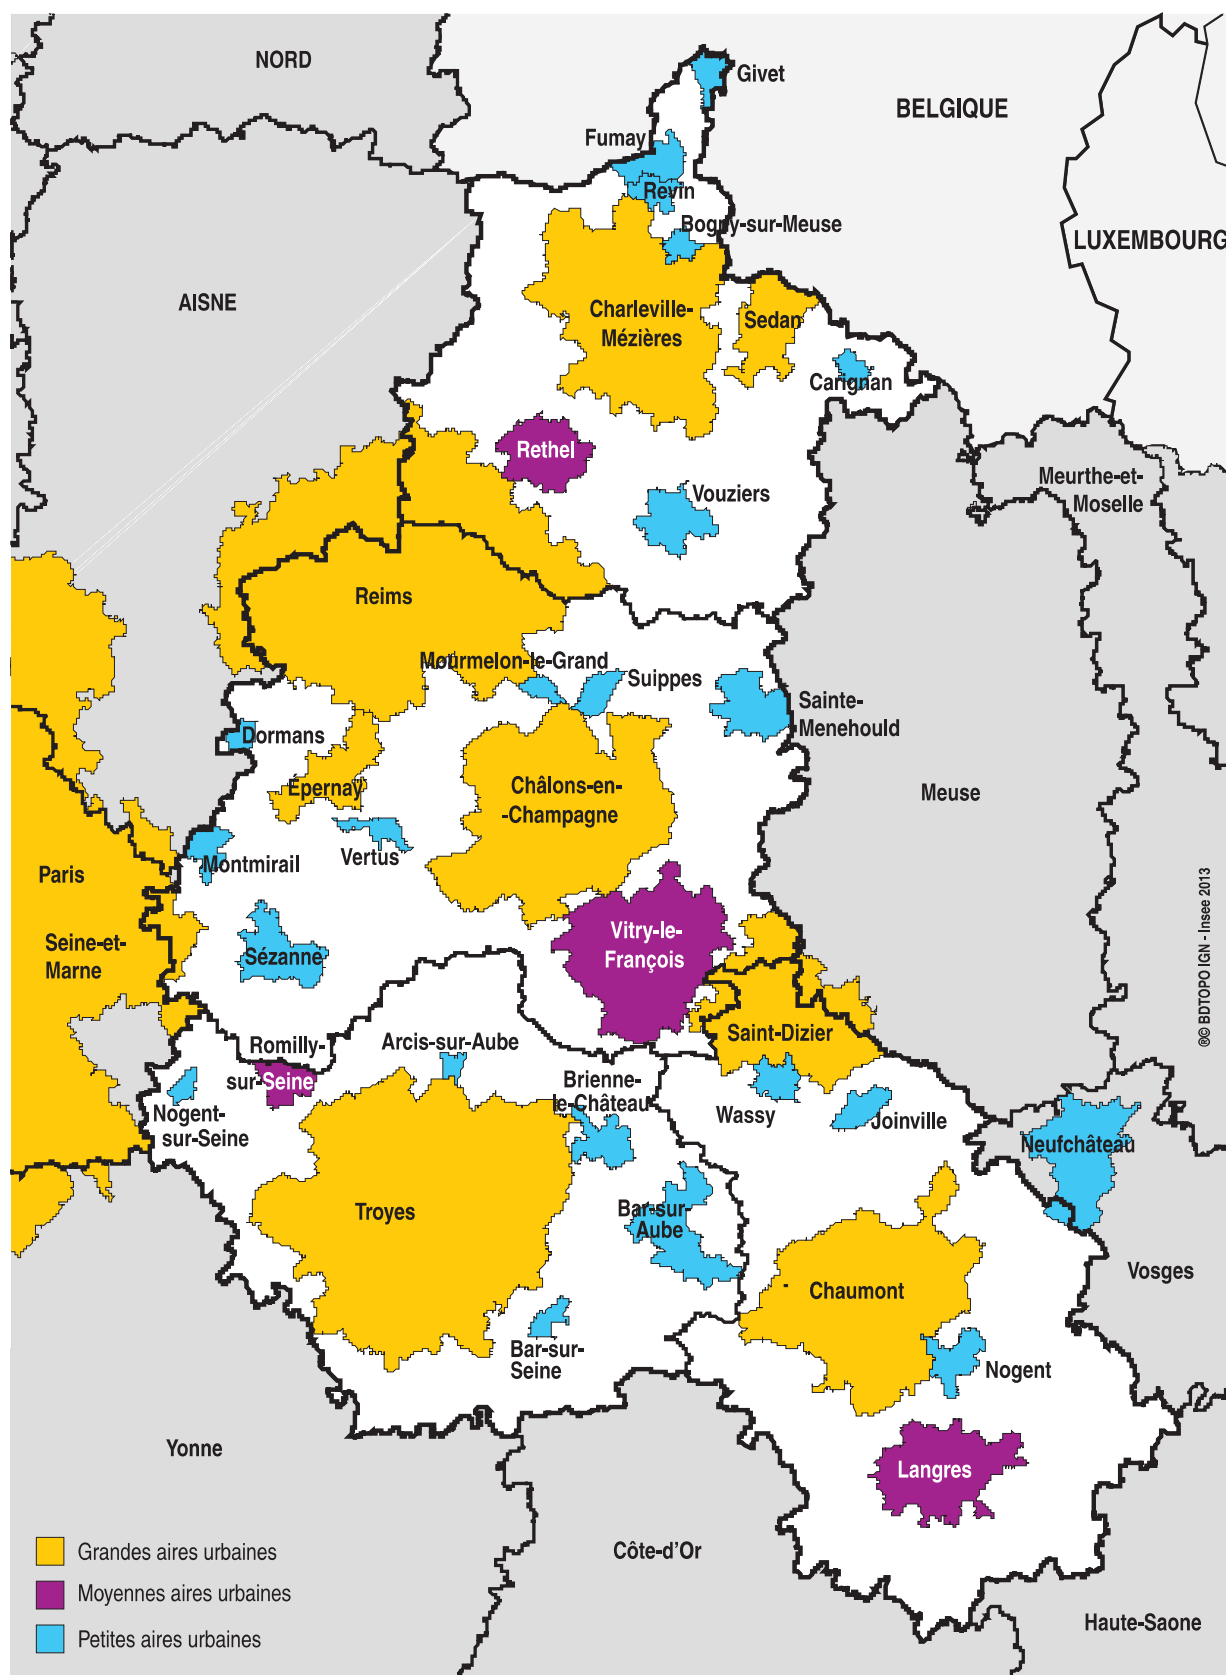 NORD
Givet
BELGIQUE
Fumay
Revin
Bogny-sur-Meuse
LUXEMBOURG
AISNE
Charleville-
Mézières
Sedan
Carignan
Rethel
Vouziers
Meurthe-et-
Moselle
Reims
Mourmelon-le-Grand
Suippes
Sainte-
Menehould
Dormans
Epernay
Châlons-en-
-Champagne
Meuse
Montmirail
Vertus
Paris
Seine-et-
Marne
Sézanne
Vitry-le-
François
Saint-Dizier
Romilly-
sur-Seine
Arcis-sur-Aube
Brienne-
le-Château
Nogent-
sur-Seine
Wassy
Joinville
Neufchâteau
Troyes
Bar-sur-
Aube
Chaumont
-
Vosges
Bar-sur-
Seine
Nogent
Yonne
Langres
Côte-d'Or
Haute-Saone
Grandes aires urbaines
Moyennes aires urbaines
Petites aires urbaines
®© BDTOPO IGN - Insee 2013